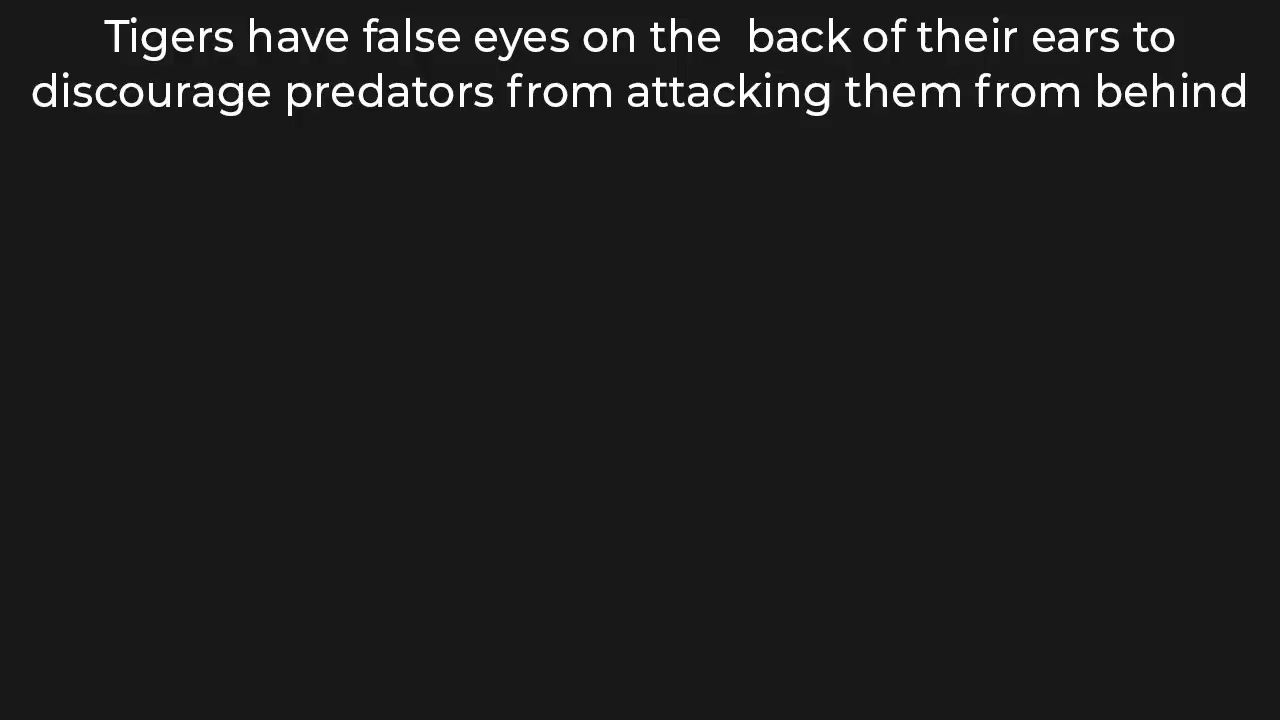 Tigers have false eyes on the  back of their ears to
discourage predators from attacking them from behind